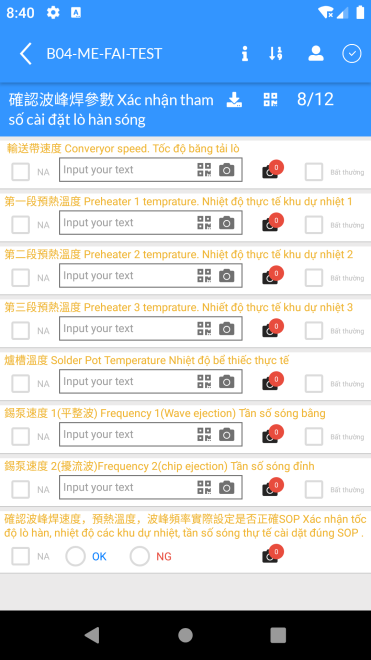 8:40
B04-ME-FAI-TEST
確認波峰焊參數 Xác nhận tham
số cài đặt lò hàn sóng
8/12
輸送帶速度 Converyor speed. Tốc độ băng tải lò
NA
Input your text
0
Bất thường
第一段預熱溫度 Preheater 1 temprature. Nhiệt độ thực tế khu dự nhiệt 1
NA
Input your text
0
Bất thường
第二段預熱溫度 Preheater 2 temprature. Nhiệt độ thực tế khu dự nhiệt 2
NA
Input your text
0
Bất thường
第三段預熱溫度 Preheater 3 temprature. Nhiệt độ thực tế khu dự nhiệt 3
NA
Input your text
0
Bất thường
爐槽溫度 Solder Pot Temperature Nhiệt độ bể thiếc thực tế
NA
Input your text
0
Bất thường
錫泵速度 1(平整波) Frequency 1(Wave ejection) Tần số sóng bằng
NA
Input your text
0
Bất thường
錫泵速度 2(擾流波)Frequency 2(chip ejection) Tần số sóng đỉnh
NA
Input your text
0
Bất thường
確認波峰焊速度，預熱溫度，波峰頻率實際設定是否正確SOP Xác nhận tốc
độ lò hàn, nhiệt độ các khu dự nhiệt, tần số sóng thự tế cài dặt đúng SOP .
NA
OK
NG
0